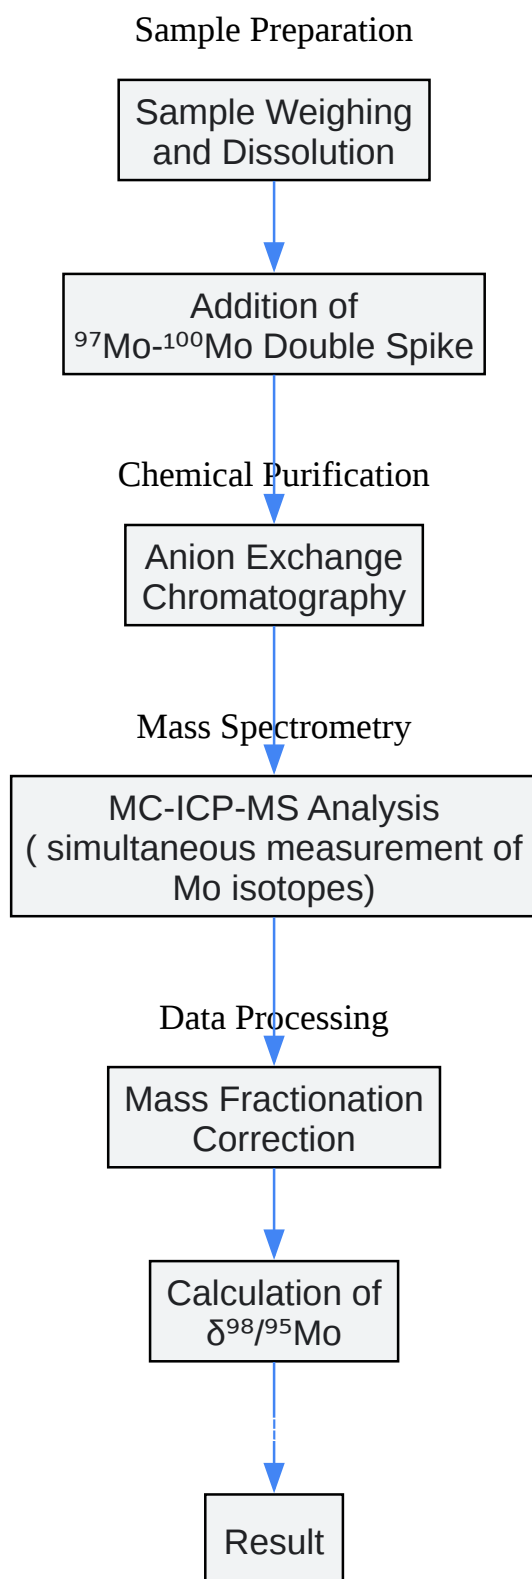 Sample Preparation
Sample Weighing
and Dissolution
Addition of
⁹⁷Mo-¹⁰⁰Mo Double Spike
Chemical Purification
Anion Exchange
Chromatography
Mass Spectrometry
MC-ICP-MS Analysis
( simultaneous measurement of
Mo isotopes)
Data Processing
Mass Fractionation
Correction
Calculation of
δ⁹⁸/⁹⁵Mo
Result